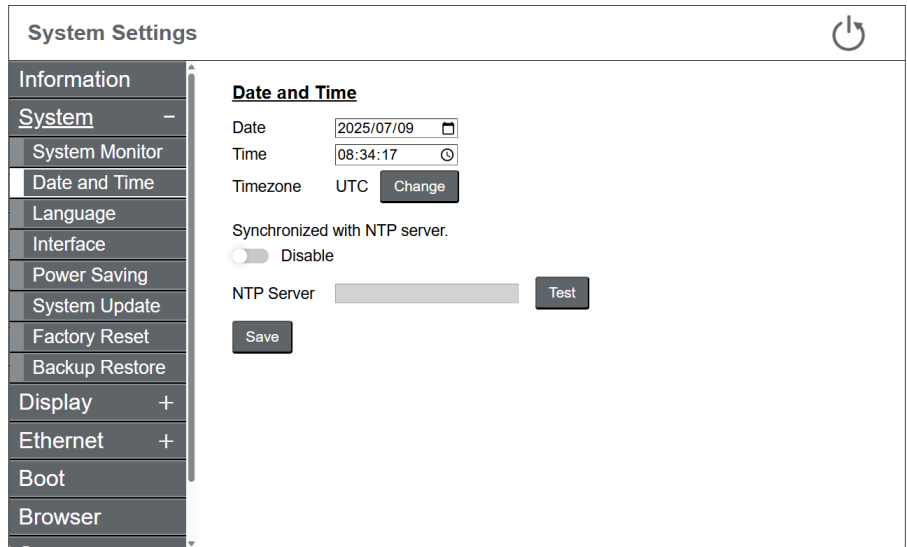 System Settings
Information
System −
System Monitor
Date and Time
Language
Interface
Power Saving
System Update
Factory Reset
Backup Restore
Display +
Ethernet +
Boot
Browser
Date and Time
Date 2025/07/09
Time 08:34:17
Timezone UTC Change
Synchronized with NTP server.
Disable
NTP Server Test
Save